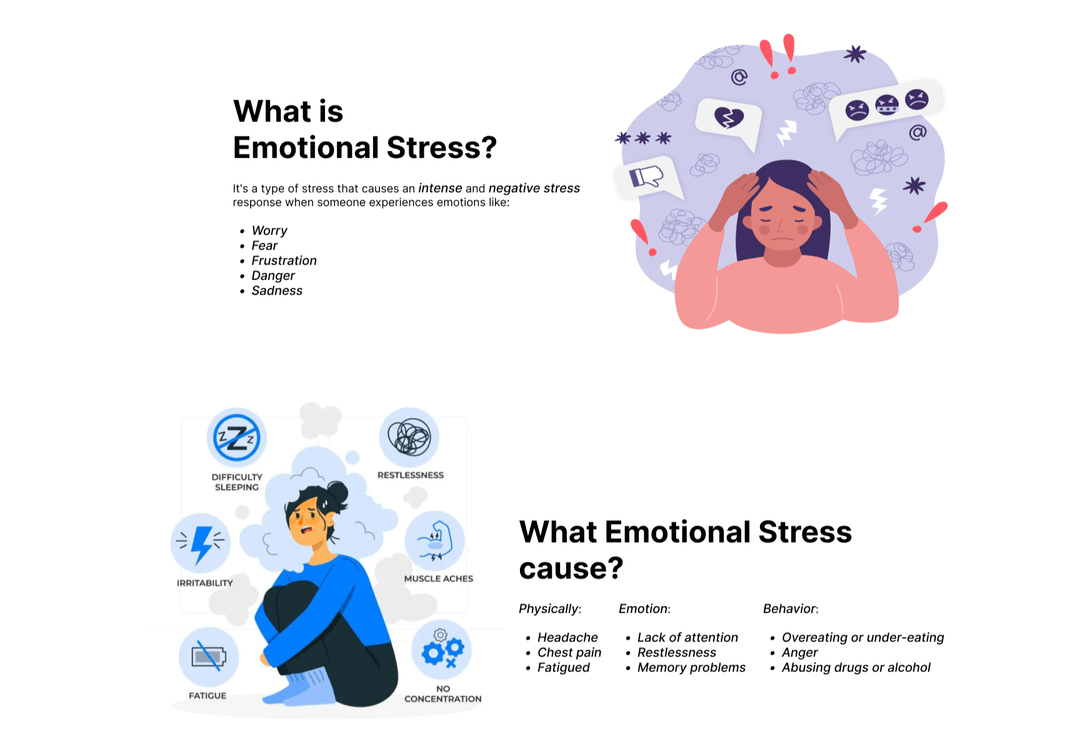 What is
Emotional Stress?
It's a type of stress that causes an intense and negative stress
response when someone experiences emotions like:
• Worry
• Fear
• Frustration
• Danger
• Sadness
@
@
Z Z Z
DIFFICULTY
SLEEPING
RESTLESSNESS
IRRITABILITY
MUSCLE ACHES
FATIGUE
NO
CONCENTRATION
What Emotional Stress
cause?
Physically:
• Headache
• Chest pain
• Fatigued
Emotion:
• Lack of attention
• Restlessness
• Memory problems
Behavior:
• Overeating or under-eating
• Anger
• Abusing drugs or alcohol